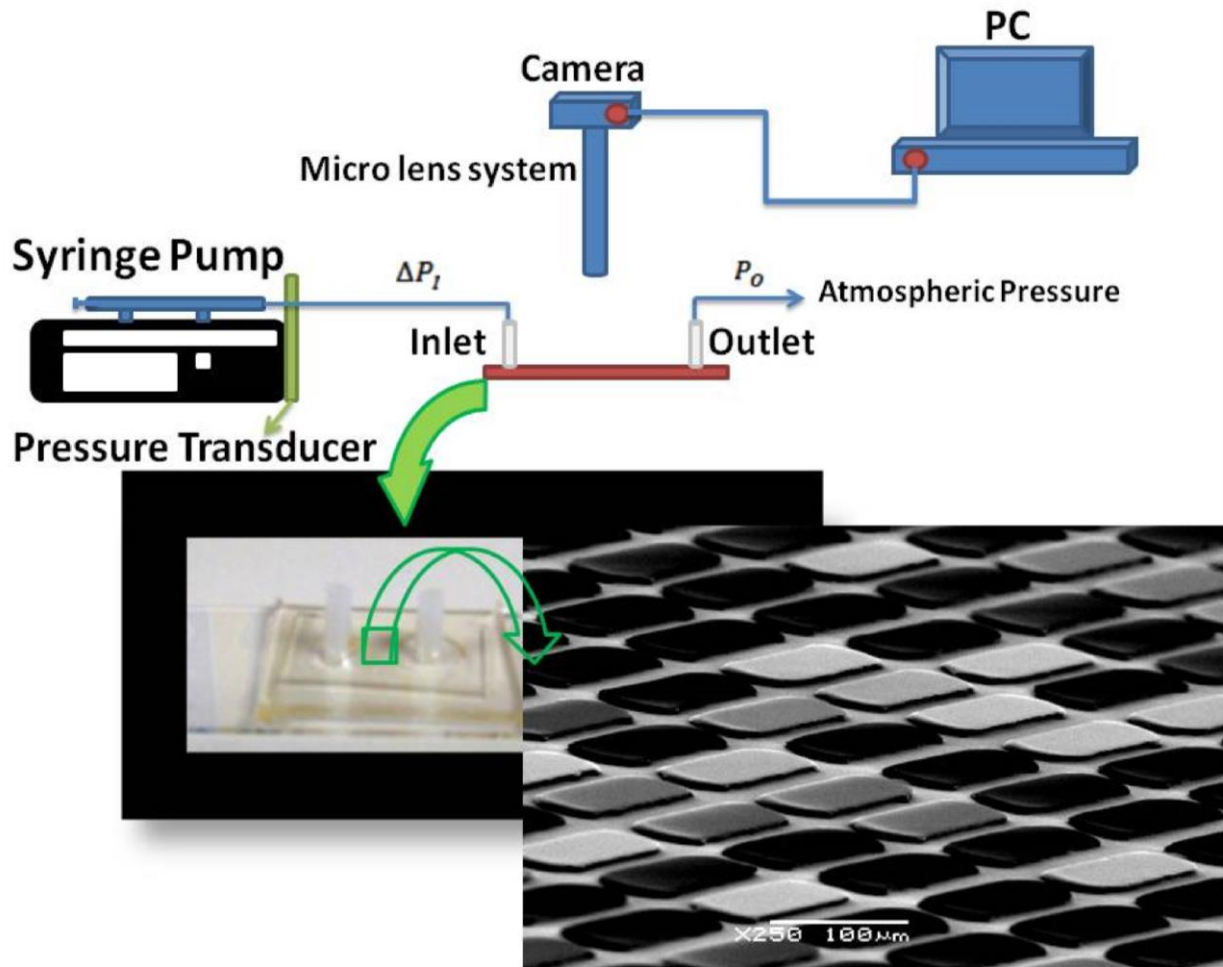 PC
Camera
Micro lens system
Syringe Pump
ΔP_I
P_O
Atmospheric Pressure
Inlet
Outlet
Pressure Transducer
X250 100μm